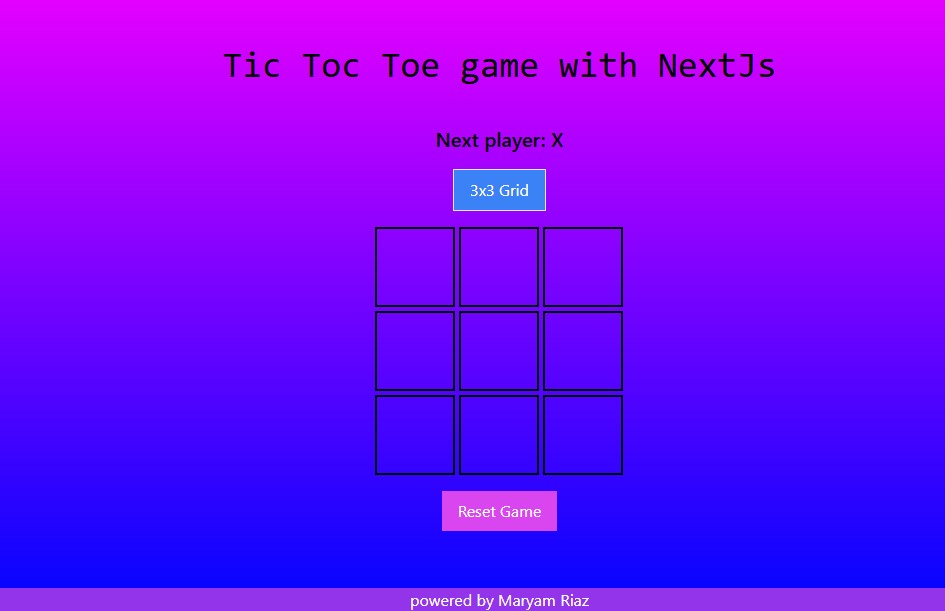 Tic Toc Toe game with NextJs
Next player: X
3x3 Grid
Reset Game
powered by Maryam Riaz